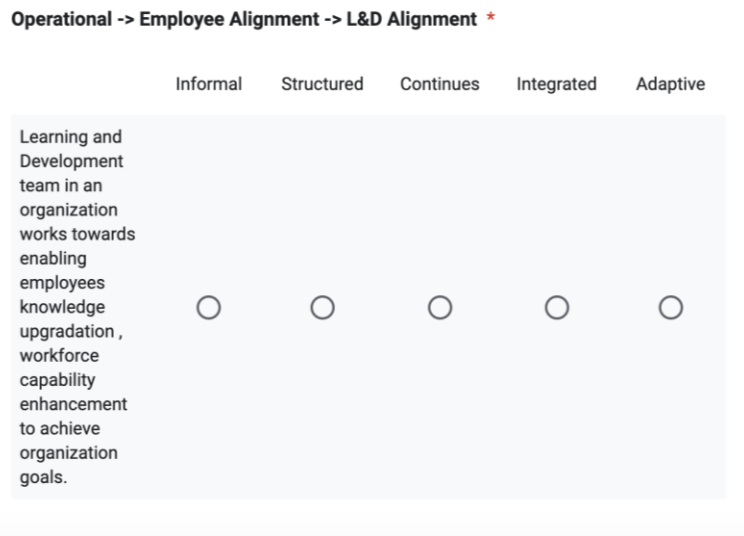 Operational -> Employee Alignment -> L&D Alignment *
Informal Structured Continues Integrated Adaptive
Learning and
Development
team in an
organization
works towards
enabling
employees
knowledge
upgradation ,
workforce
capability
enhancement
to achieve
organization
goals.